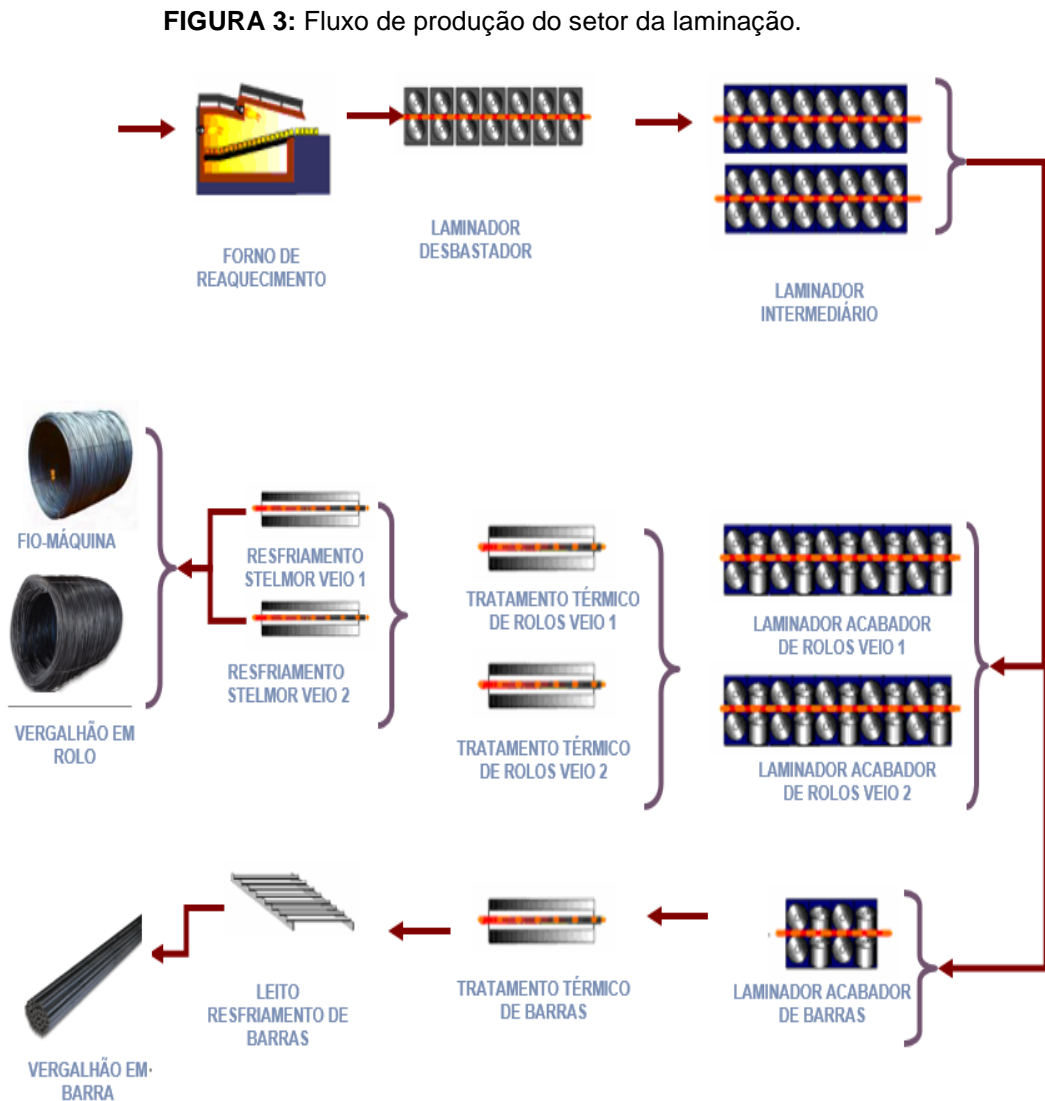 FIGURA 3: Fluxo de produção do setor da laminação.
FORNO DE
REAQUECIMENTO
LAMINADOR
DESBASTADOR
LAMINADOR
INTERMEDIÁRIO
FIO-MÁQUINA
VERGALHÃO EM
ROLO
RESFRIAMENTO
STELMOR VEIO 1
RESFRIAMENTO
STELMOR VEIO 2
TRATAMENTO TÉRMICO
DE ROLOS VEIO 1
TRATAMENTO TÉRMICO
DE ROLOS VEIO 2
LAMINADOR ACABADOR
DE ROLOS VEIO 1
LAMINADOR ACABADOR
DE ROLOS VEIO 2
VERGALHÃO EM
BARRA
LEITO
RESFRIAMENTO DE
BARRAS
TRATAMENTO TÉRMICO
DE BARRAS
LAMINADOR ACABADOR
DE BARRAS